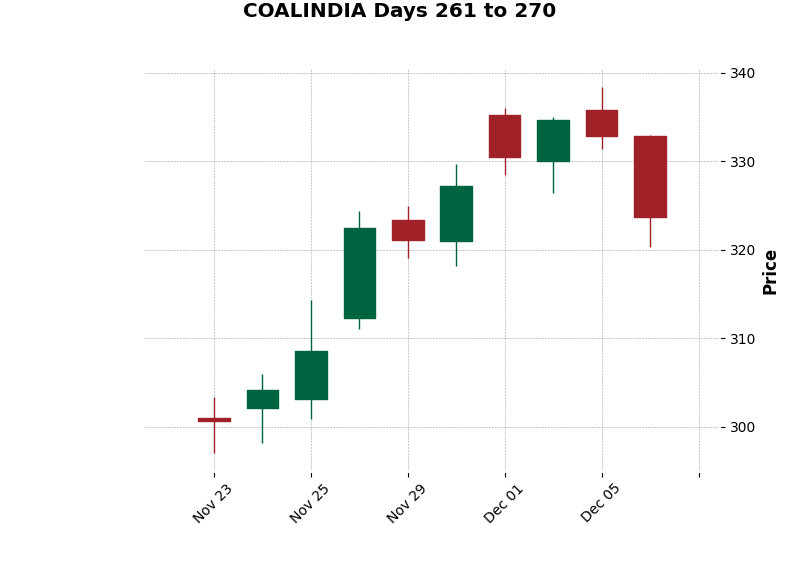 COALINDIA Days 261 to 270
340
330
320
310
300
Price
Nov 23
Nov 25
Nov 29
Dec 01
Dec 05